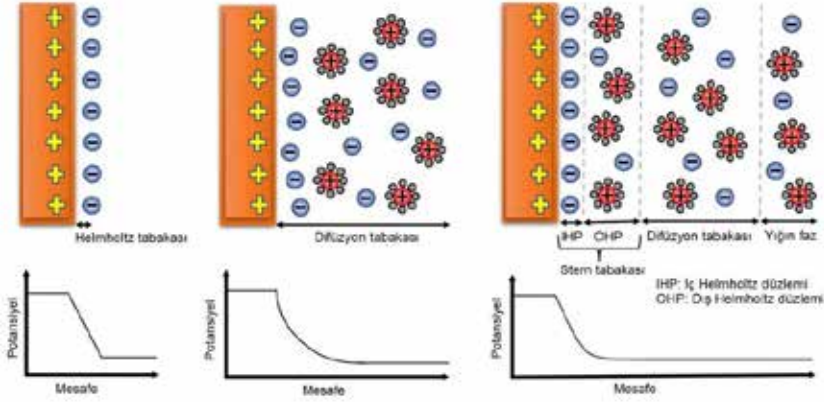 Helmholtz tabakası
Difüzyon tabakası
IHP
OHP
Difüzyon tabakası
Yığın faz
Stern tabakası
IHP: İç Helmholtz düzlemi
OHP: Dış Helmholtz düzlemi
Potansiyel
Mesafe
Potansiyel
Mesafe
Potansiyel
Mesafe